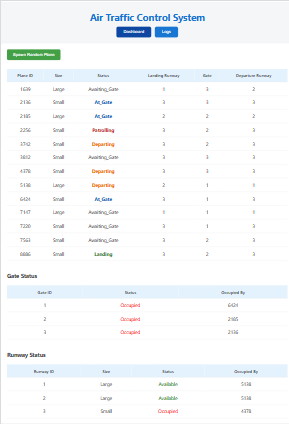 Air Traffic Control System
Dashboard Logs
Spawn Random Plane
Plane ID Size Status Landing Runway Gate Departure Runway
1639 Large Awaiting_Gate 1 3 2
2136 Small At_Gate 3 3 3
2185 Large At_Gate 2 2 2
2256 Small Patrolling 3 2 3
3742 Small Departing 3 2 3
3812 Small Awaiting_Gate 3 3 3
4378 Small Departing 3 3 3
5138 Large Departing 2 1 1
6424 Small At_Gate 3 1 3
7147 Large Awaiting_Gate 1 1 1
7220 Small Awaiting_Gate 3 1 3
7563 Small Awaiting_Gate 3 2 3
8886 Small Landing 3 2 3
Gate Status
Gate ID Status Occupied By
1 Occupied 6424
2 Occupied 2185
3 Occupied 2136
Runway Status
Runway ID Size Status Occupied By
1 Large Available 5138
2 Large Available 5138
3 Small Occupied 4378